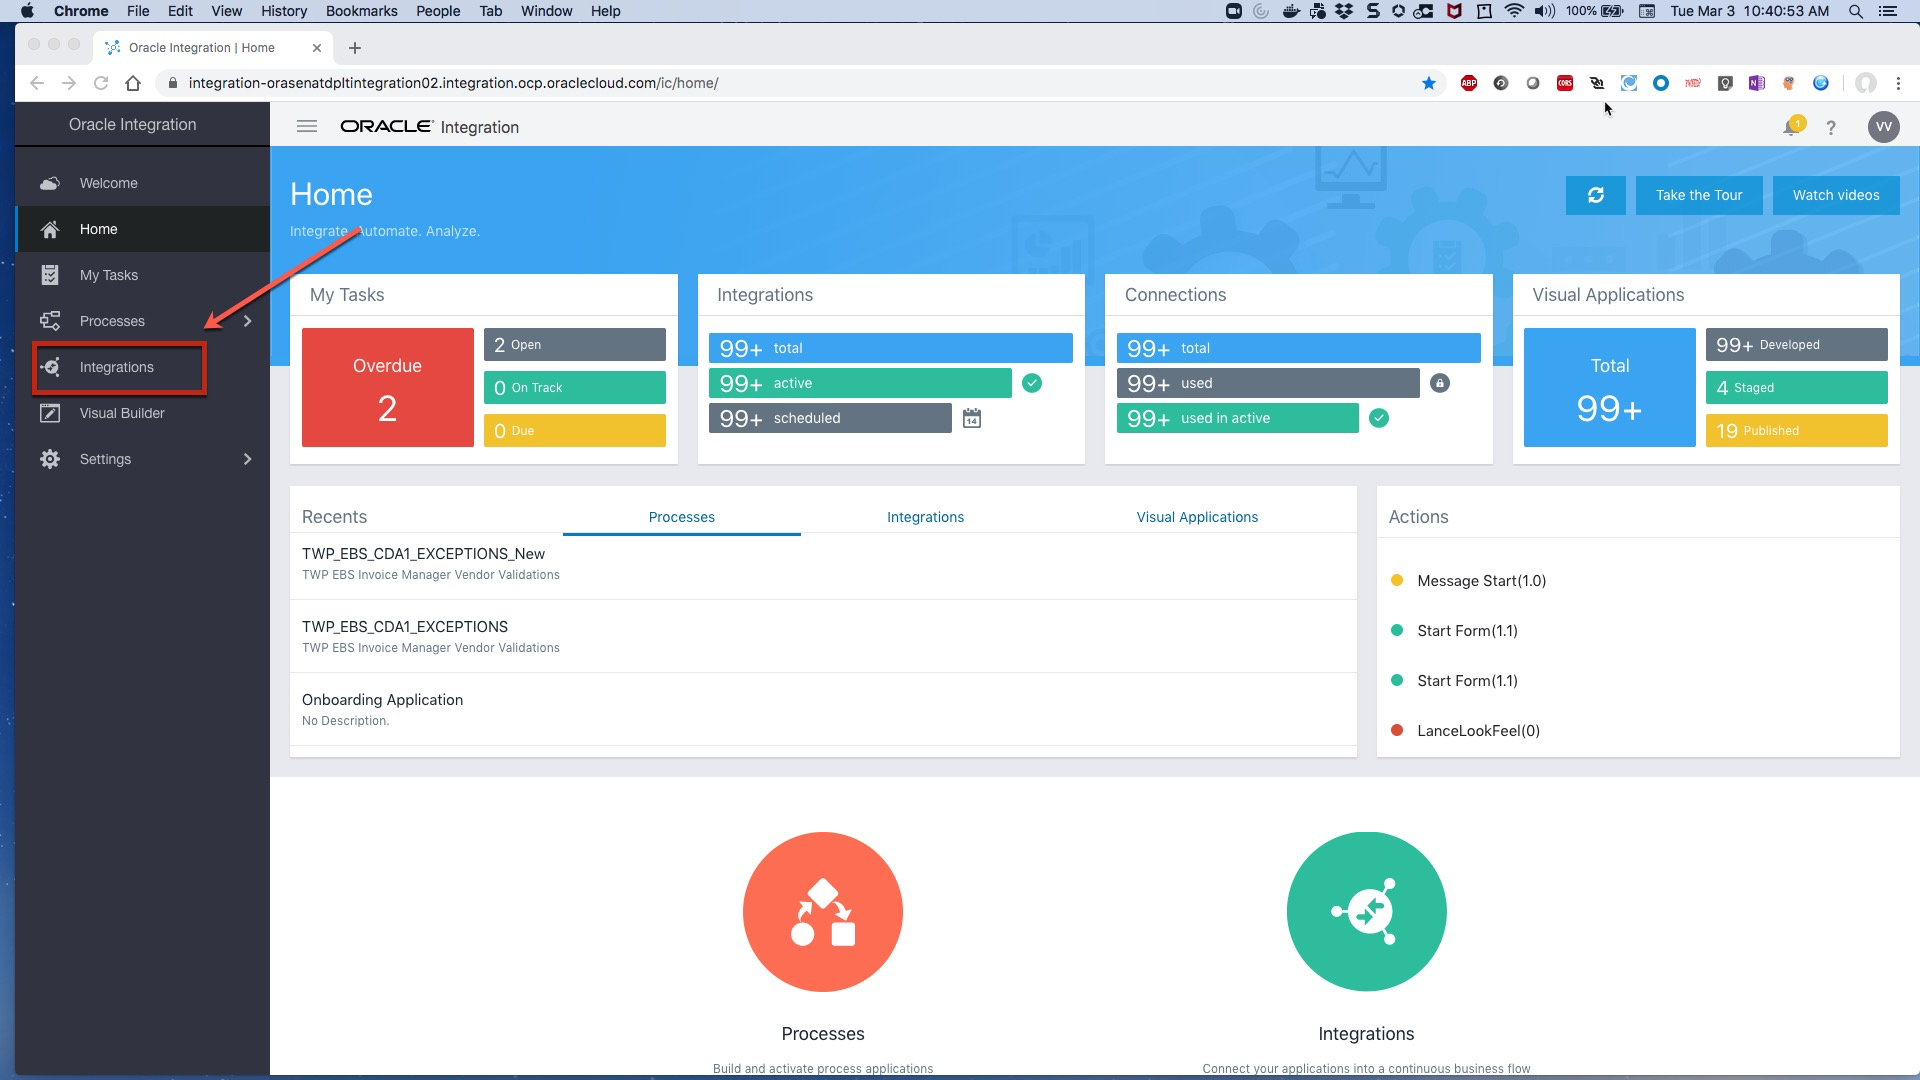 Chrome File Edit View History Bookmarks People Tab Window Help 100% Tue Mar 3 10:40:53 AM
Oracle Integration | Home
integration-orasenatdpltintegration02.integration.ocp.oraclecloud.com/ic/home/
ABP CORS
Oracle Integration
ORACLE Integration
1
?
VV
Welcome
Home
My Tasks
Processes
Integrations
Visual Builder
Settings
Home
Integrate. Automate. Analyze.
Take the Tour
Watch videos
My Tasks
Overdue
2
2 Open
0 On Track
0 Due
Integrations
99+ total
99+ active
99+ scheduled
14
Connections
99+ total
99+ used
99+ used in active
Visual Applications
Total
99+
99+ Developed
4 Staged
19 Published
Recents
Processes
Integrations
Visual Applications
TWP_EBS_CDA1_EXCEPTIONS_New
TWP EBS Invoice Manager Vendor Validations
TWP_EBS_CDA1_EXCEPTIONS
TWP EBS Invoice Manager Vendor Validations
Onboarding Application
No Description.
Actions
Message Start(1.0)
Start Form(1.1)
Start Form(1.1)
LanceLookFeel(0)
Processes
Build and activate process applications
Integrations
Connect your applications into a continuous business flow